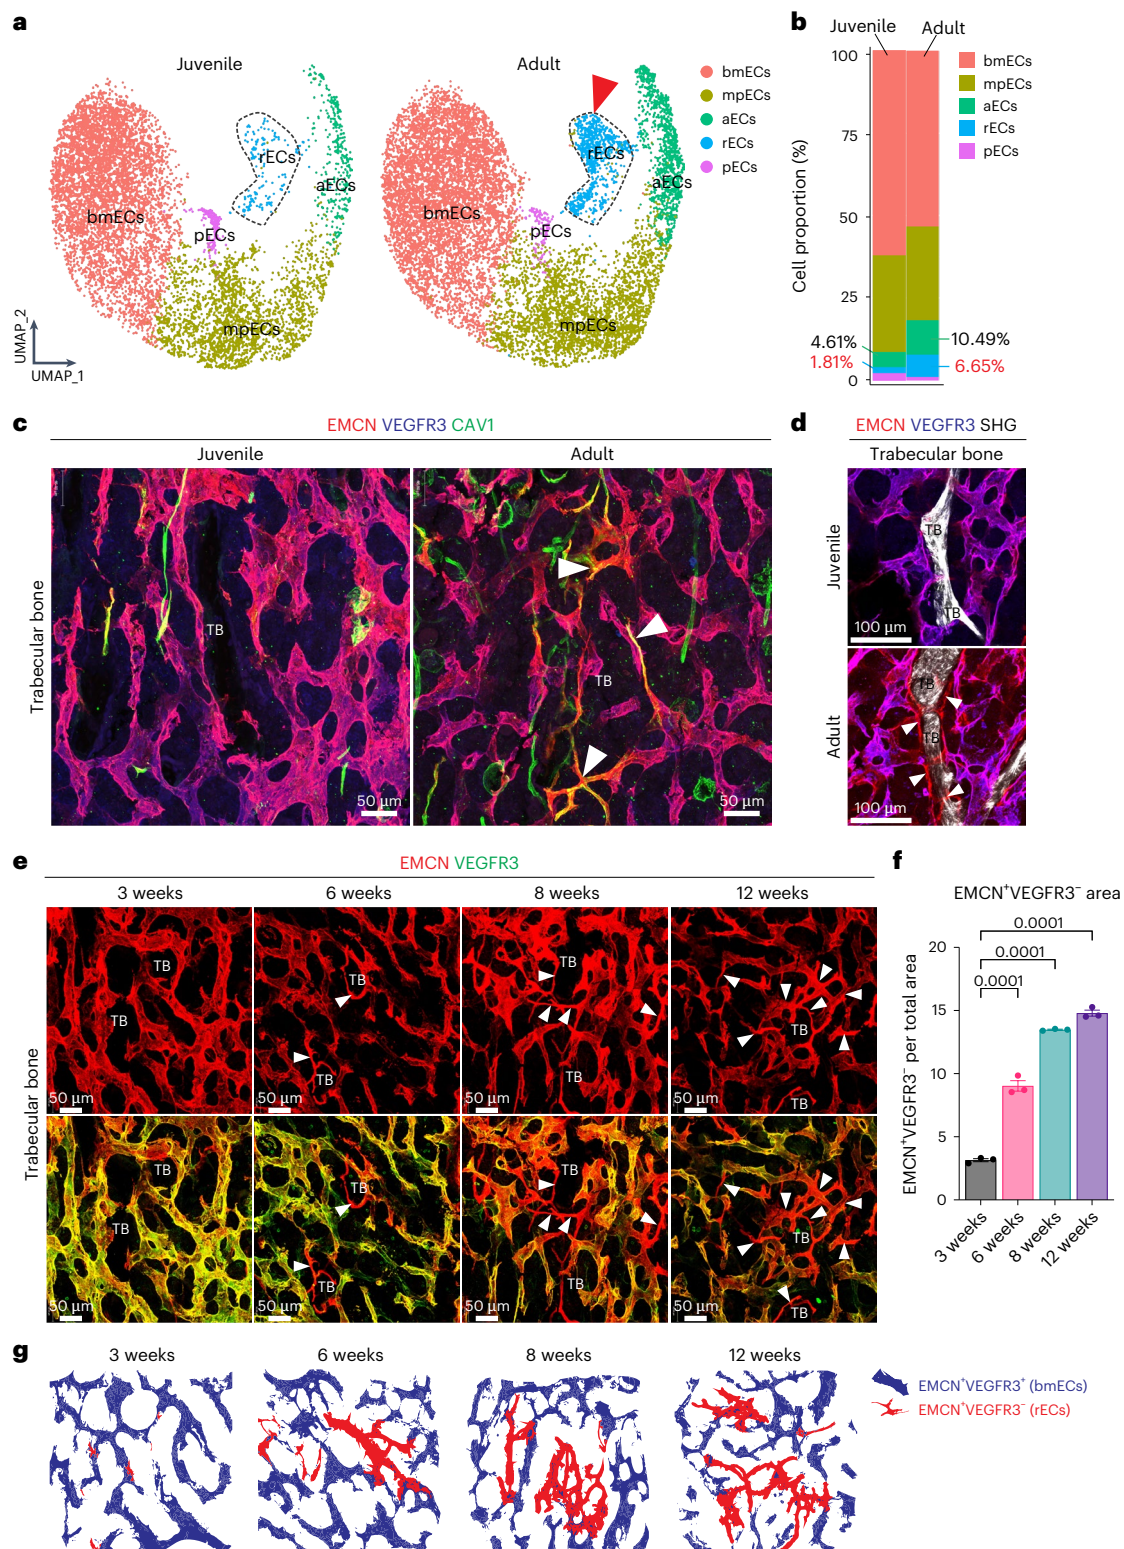 a
Juvenile
Adult
bmECs
mpECs
aECs
rECs
pECs
rECs
aECs
bmECs
pECs
mpECs
rECs
aECs
bmECs
pECs
mpECs
UMAP_2
UMAP_1
b
Juvenile
Adult
100
75
50
25
0
Cell proportion (%)
4.61%
1.81%
10.49%
6.65%
bmECs
mpECs
aECs
rECs
pECs
c
EMCN VEGFR3 CAV1
Juvenile
Adult
Trabecular bone
TB
50 µm
TB
50 µm
d
EMCN VEGFR3 SHG
Trabecular bone
Juvenile
TB
TB
100 µm
Adult
TB
TB
100 µm
e
EMCN VEGFR3
3 weeks
6 weeks
8 weeks
12 weeks
Trabecular bone
TB
TB
50 µm
TB
TB
50 µm
TB
TB
50 µm
TB
TB
50 µm
Trabecular bone
TB
TB
50 µm
TB
TB
50 µm
TB
TB
50 µm
TB
TB
50 µm
f
EMCN⁺VEGFR3⁻ area
0.0001
0.0001
0.0001
20
15
10
5
0
EMCN⁺VEGFR3⁻ per total area
3 weeks
6 weeks
8 weeks
12 weeks
g
3 weeks
6 weeks
8 weeks
12 weeks
EMCN⁺VEGFR3⁺ (bmECs)
EMCN⁺VEGFR3⁻ (rECs)